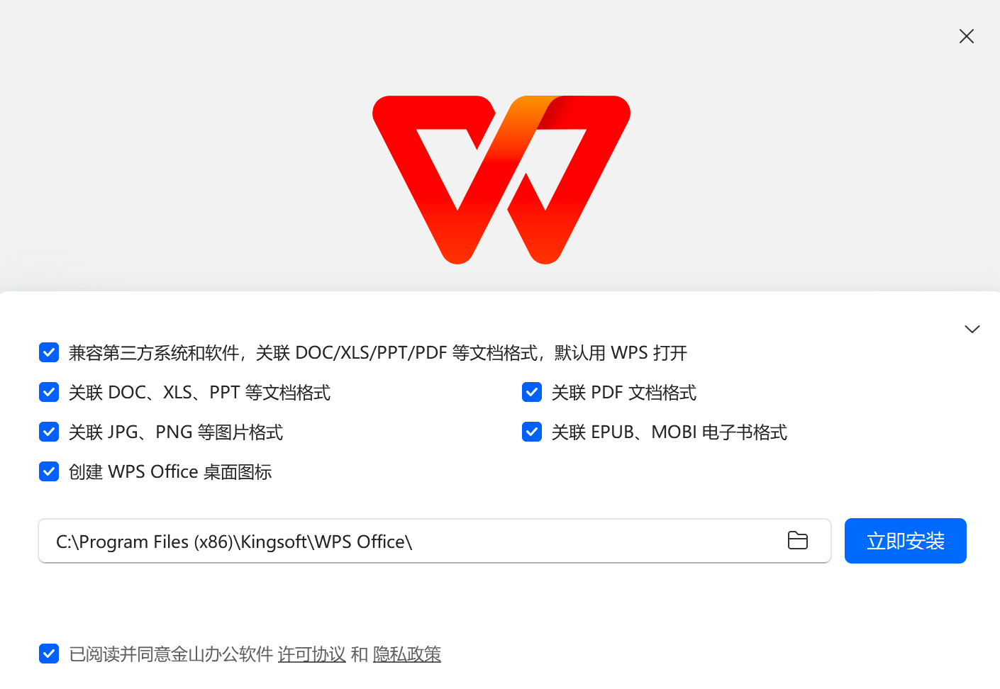 兼容第三方系统和软件，关联 DOC/XLS/PPT/PDF 等文档格式，默认用 WPS 打开
关联 DOC、XLS、PPT 等文档格式
关联 PDF 文档格式
关联 JPG、PNG 等图片格式
关联 EPUB、MOBI 电子书格式
创建 WPS Office 桌面图标
C:\Program Files (x86)\Kingsoft\WPS Office\
立即安装
已阅读并同意金山办公软件 许可协议 和 隐私政策